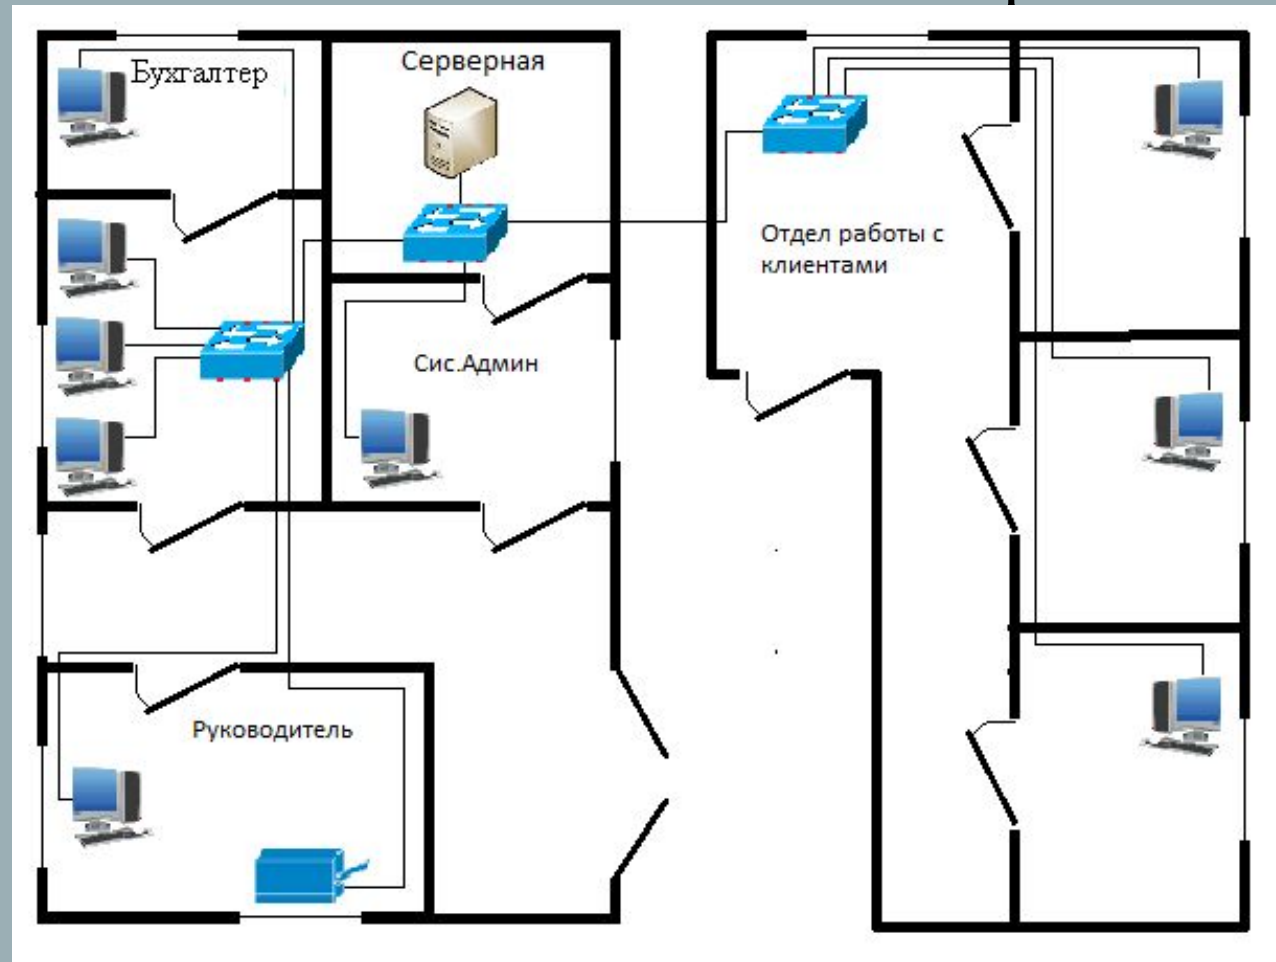 Бухгалтер
Серверная
Отдел работы с
клиентами
Сис.Админ
Руководитель